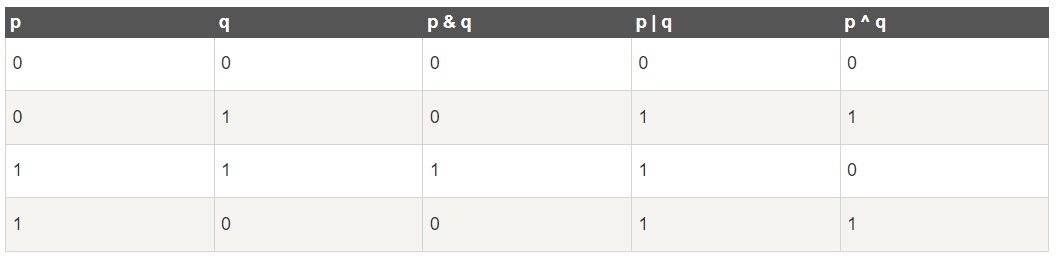 p q p & q p | q p ^ q
0 0 0 0 0
0 1 0 1 1
1 1 1 1 0
1 0 0 1 1